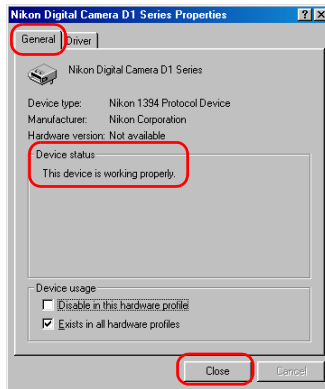 Nikon Digital Camera D1 Series Properties
General
Driver
Nikon Digital Camera D1 Series
Device type: Nikon 1394 Protocol Device
Manufacturer: Nikon Corporation
Hardware version: Not available
Device status
This device is working properly.
Device usage
Disable in this hardware profile
Exists in all hardware profiles
Close
Cancel